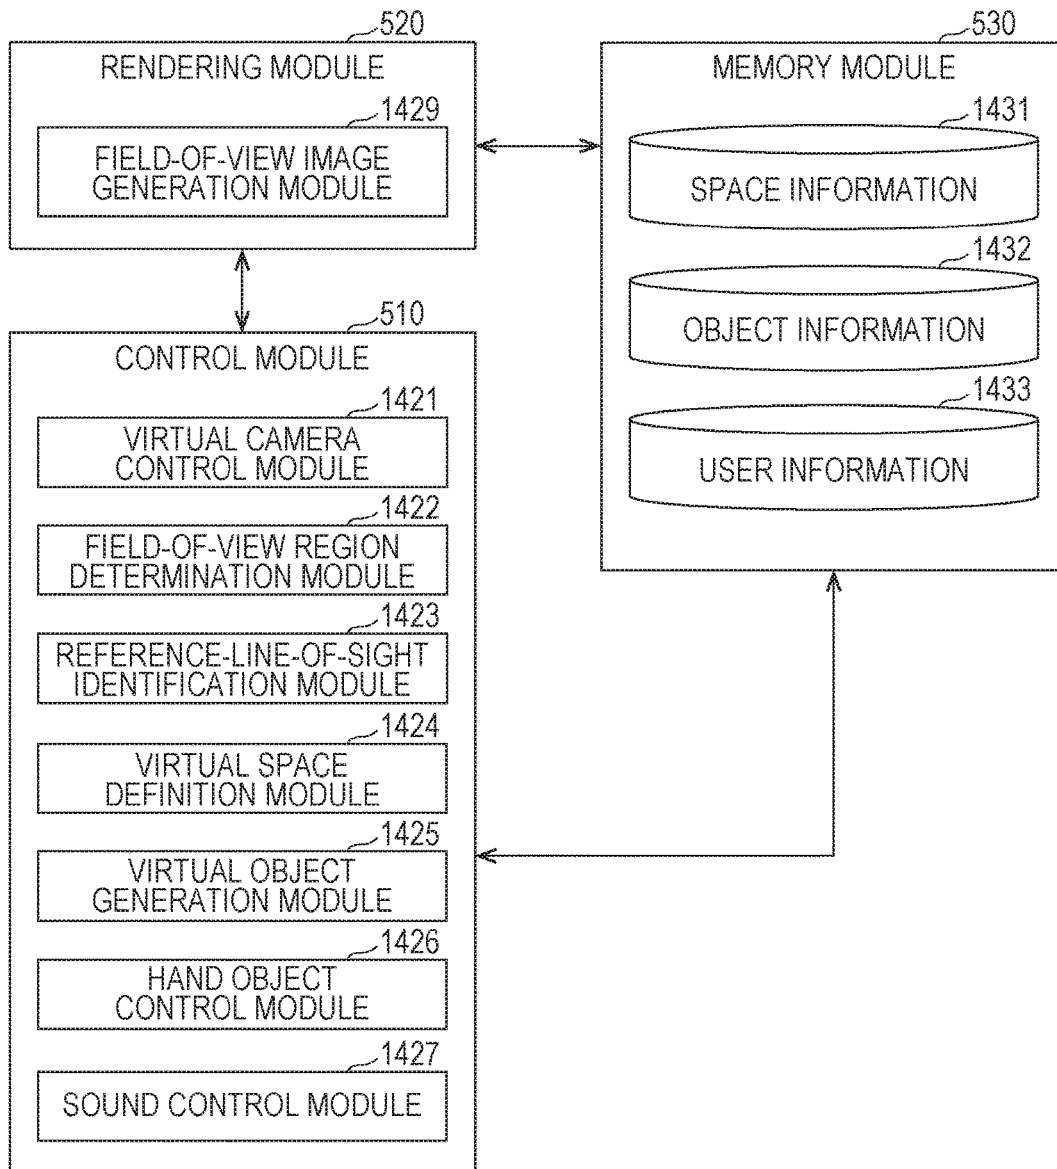 520
RENDERING MODULE
1429
FIELD-OF-VIEW IMAGE
GENERATION MODULE
530
MEMORY MODULE
1431
SPACE INFORMATION
1432
OBJECT INFORMATION
1433
USER INFORMATION
510
CONTROL MODULE
1421
VIRTUAL CAMERA
CONTROL MODULE
1422
FIELD-OF-VIEW REGION
DETERMINATION MODULE
1423
REFERENCE-LINE-OF-SIGHT
IDENTIFICATION MODULE
1424
VIRTUAL SPACE
DEFINITION MODULE
1425
VIRTUAL OBJECT
GENERATION MODULE
1426
HAND OBJECT
CONTROL MODULE
1427
SOUND CONTROL MODULE